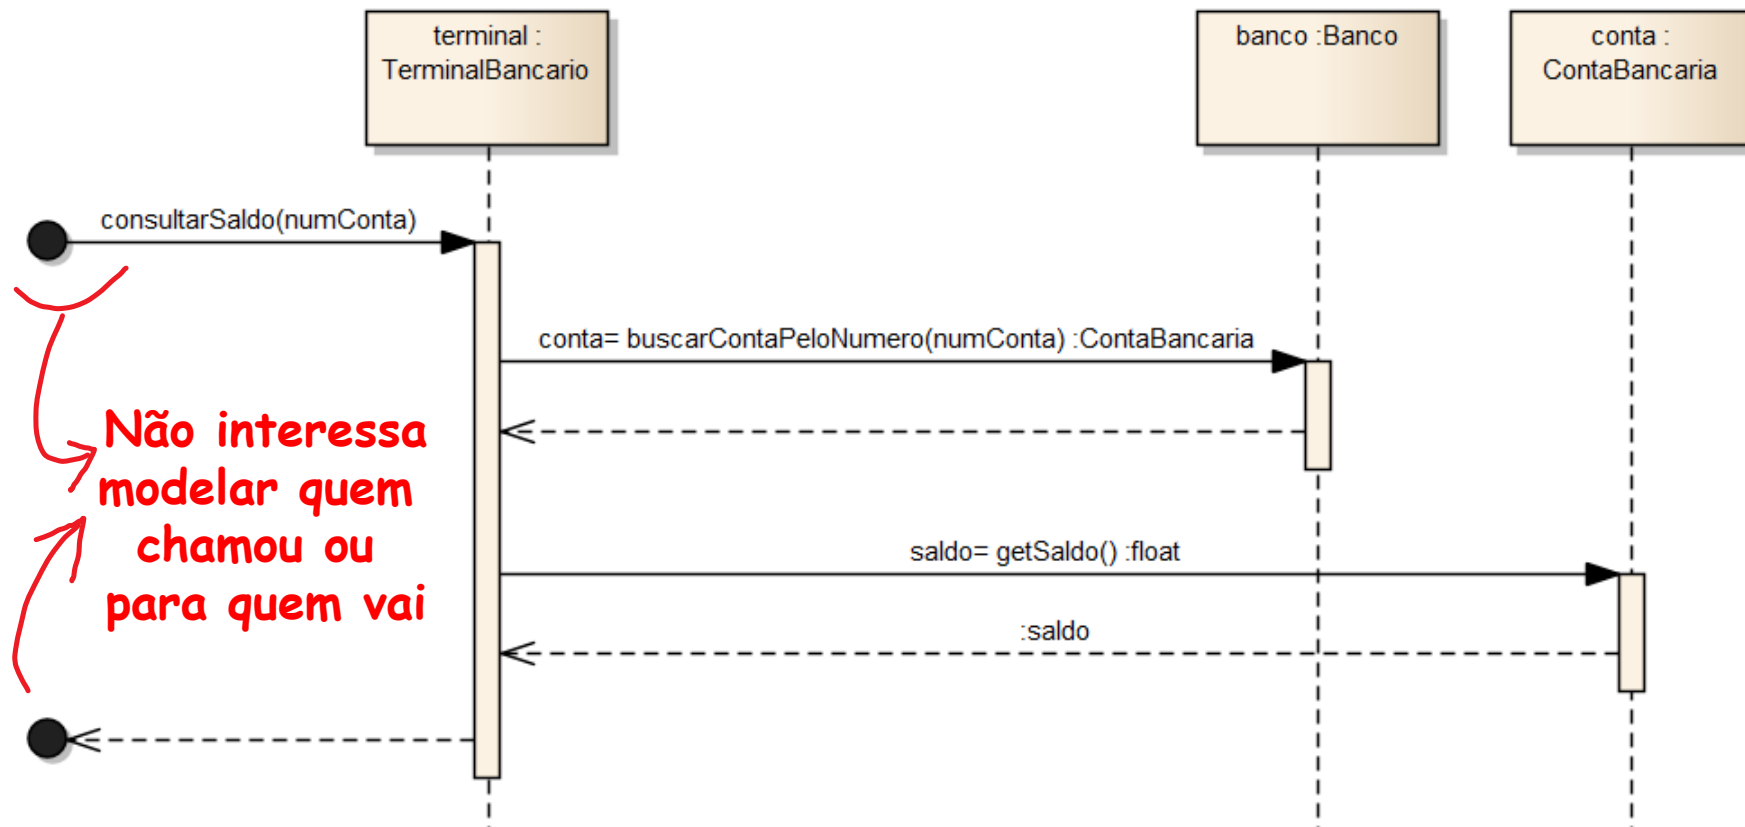 terminal :
TerminalBancario
banco :Banco
conta :
ContaBancaria
consultarSaldo(numConta)
conta= buscarContaPeloNumero(numConta) :ContaBancaria
Não interessa
modelar quem
chamou ou
para quem vai
saldo= getSaldo() :float
:saldo